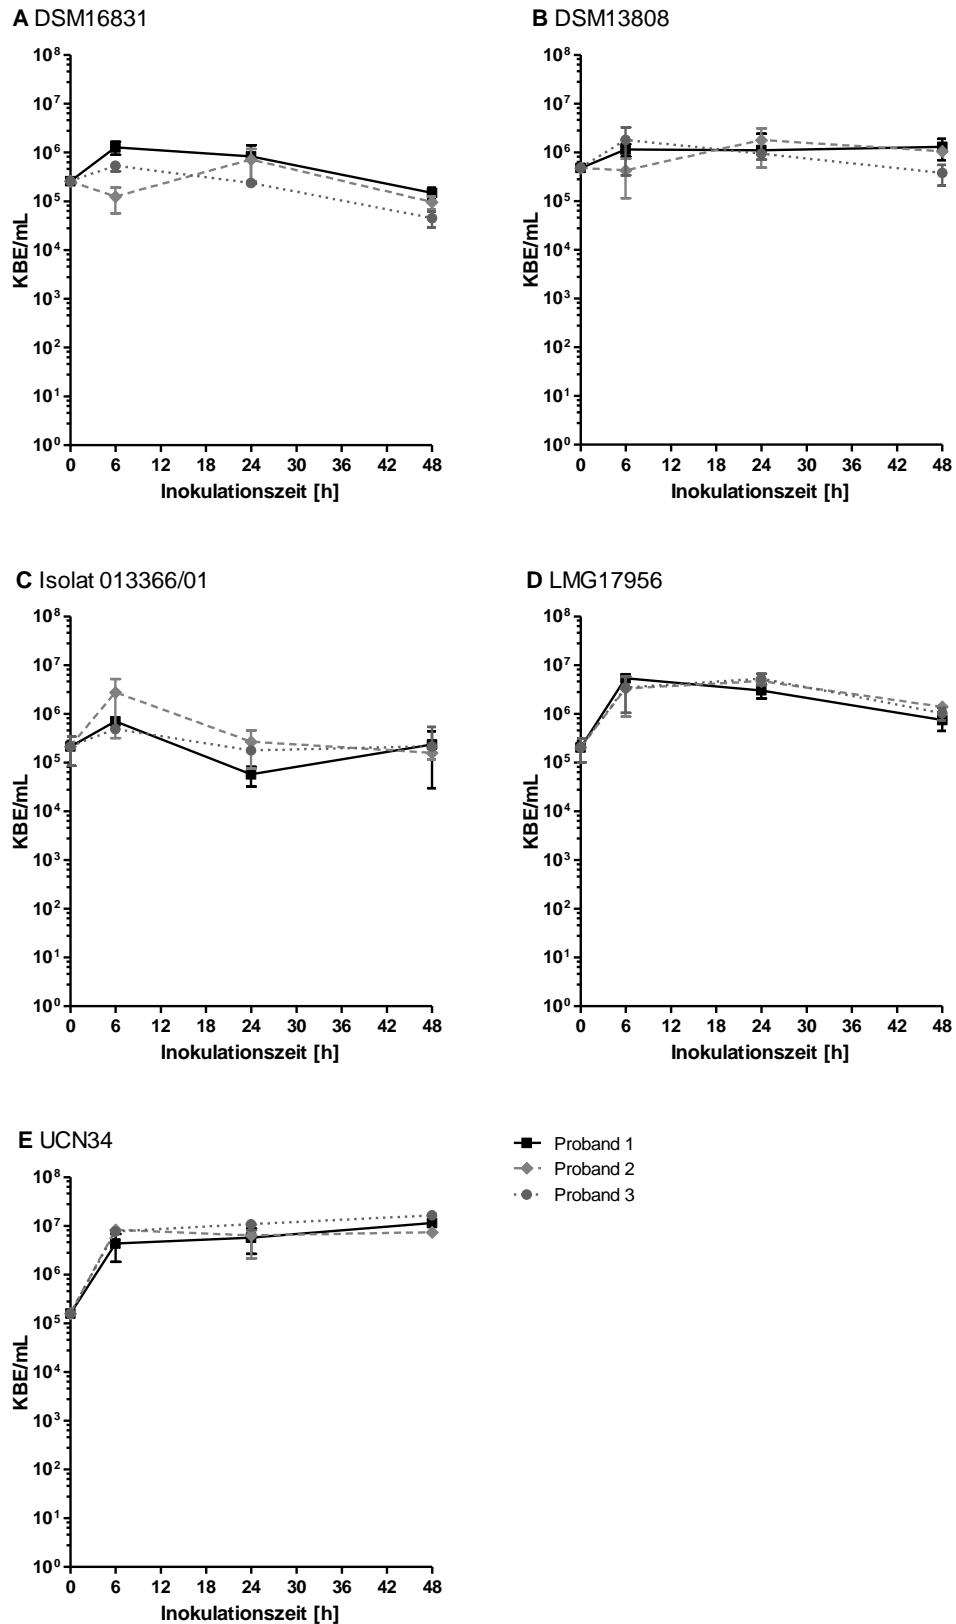 A DSM16831
10⁸
10⁷
10⁶
10⁵
10⁴
10³
10²
10¹
10⁰
KBE/mL
0 6 12 18 24 30 36 42 48
Inokulationszeit [h]
B DSM13808
10⁸
10⁷
10⁶
10⁵
10⁴
10³
10²
10¹
10⁰
KBE/mL
0 6 12 18 24 30 36 42 48
Inokulationszeit [h]
C Isolat 013366/01
10⁸
10⁷
10⁶
10⁵
10⁴
10³
10²
10¹
10⁰
KBE/mL
0 6 12 18 24 30 36 42 48
Inokulationszeit [h]
D LMG17956
10⁸
10⁷
10⁶
10⁵
10⁴
10³
10²
10¹
10⁰
KBE/mL
0 6 12 18 24 30 36 42 48
Inokulationszeit [h]
E UCN34
10⁸
10⁷
10⁶
10⁵
10⁴
10³
10²
10¹
10⁰
KBE/mL
0 6 12 18 24 30 36 42 48
Inokulationszeit [h]
Proband 1
Proband 2
Proband 3